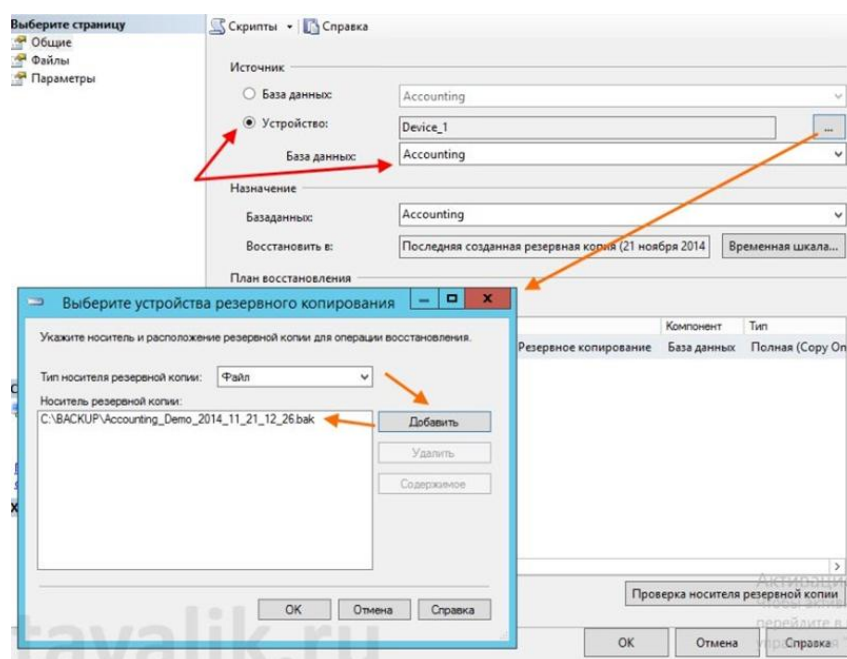 Выберите страницу
Скрипты Справка
Общие
Файлы
Параметры
Источник
База данных:
Accounting
Устройство:
Device_1
...
База данных:
Accounting
Назначение
Базаданных:
Accounting
Восстановить в:
Последняя созданная резервная копия (21 ноября 2014
Временная шкала...
План восстановления
Компонент Тип
Резервное копирование База данных Полная (Copy On
Выберите устройства резервного копирования
Укажите носитель и расположение резервной копии для операции восстановления.
Тип носителя резервной копии:
Файл
Носитель резервной копии:
C:\BACKUP\Accounting_Demo_2014_11_21_12_26.bak
Добавить
Удалить
Содержимое
OK Отмена Справка
Проверка носителя резервной копии
OK Отмена Справка
перейдите в
tavalik.ru